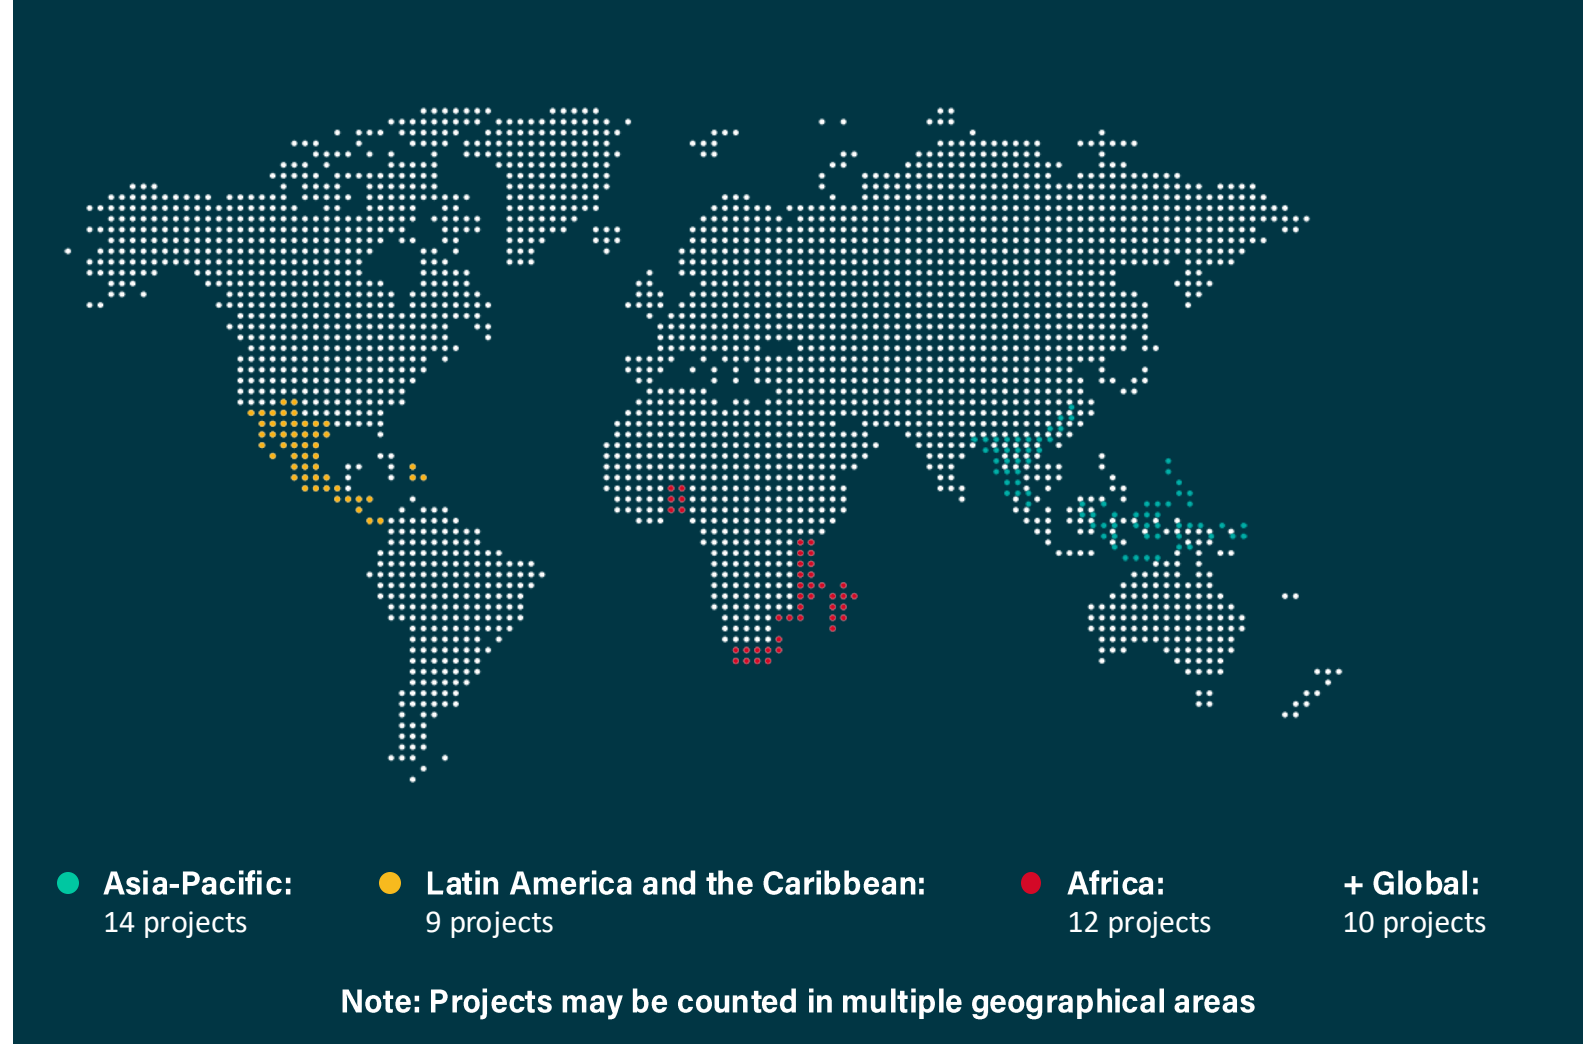 Asia-Pacific:
14 projects
Latin America and the Caribbean:
9 projects
Africa:
12 projects
+ Global:
10 projects
Note: Projects may be counted in multiple geographical areas